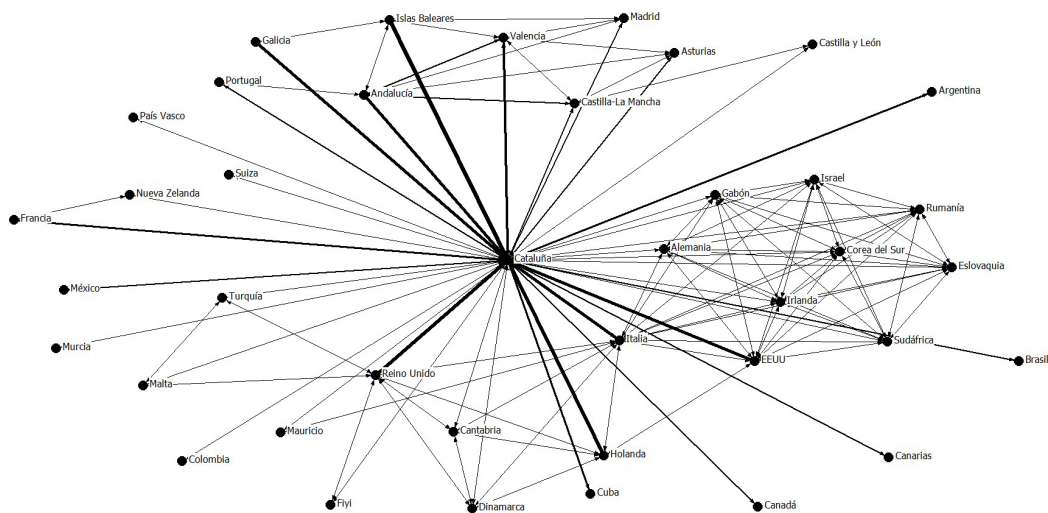 Islas Baleares
Madrid
Galicia
Valencia
Castilla y León
Asturias
Portugal
Andalucía
Castilla-La Mancha
Argentina
País Vasco
Suiza
Israel
Nueva Zelanda
Gabón
Rumanía
Francia
Alemania
Corea del Sur
Cataluña
Eslovaquia
México
Turquía
Irlanda
Murcia
Italia
Sudáfrica
EEUU
Brasil
Reino Unido
Malta
Mauricio
Cantabria
Colombia
Holanda
Canarias
Cuba
Fiyi
Dinamarca
Canadá